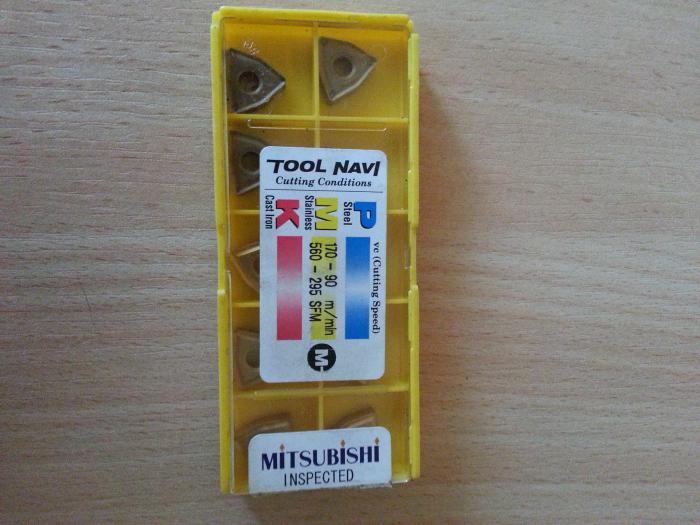 TOOL NAVI
Cutting Conditions
vc (Cutting Speed)
P
Steel
M
Stainless
170 - 90 m/min
560 - 295 SFM
K
Cast Iron
M
MITSUBISHI
INSPECTED